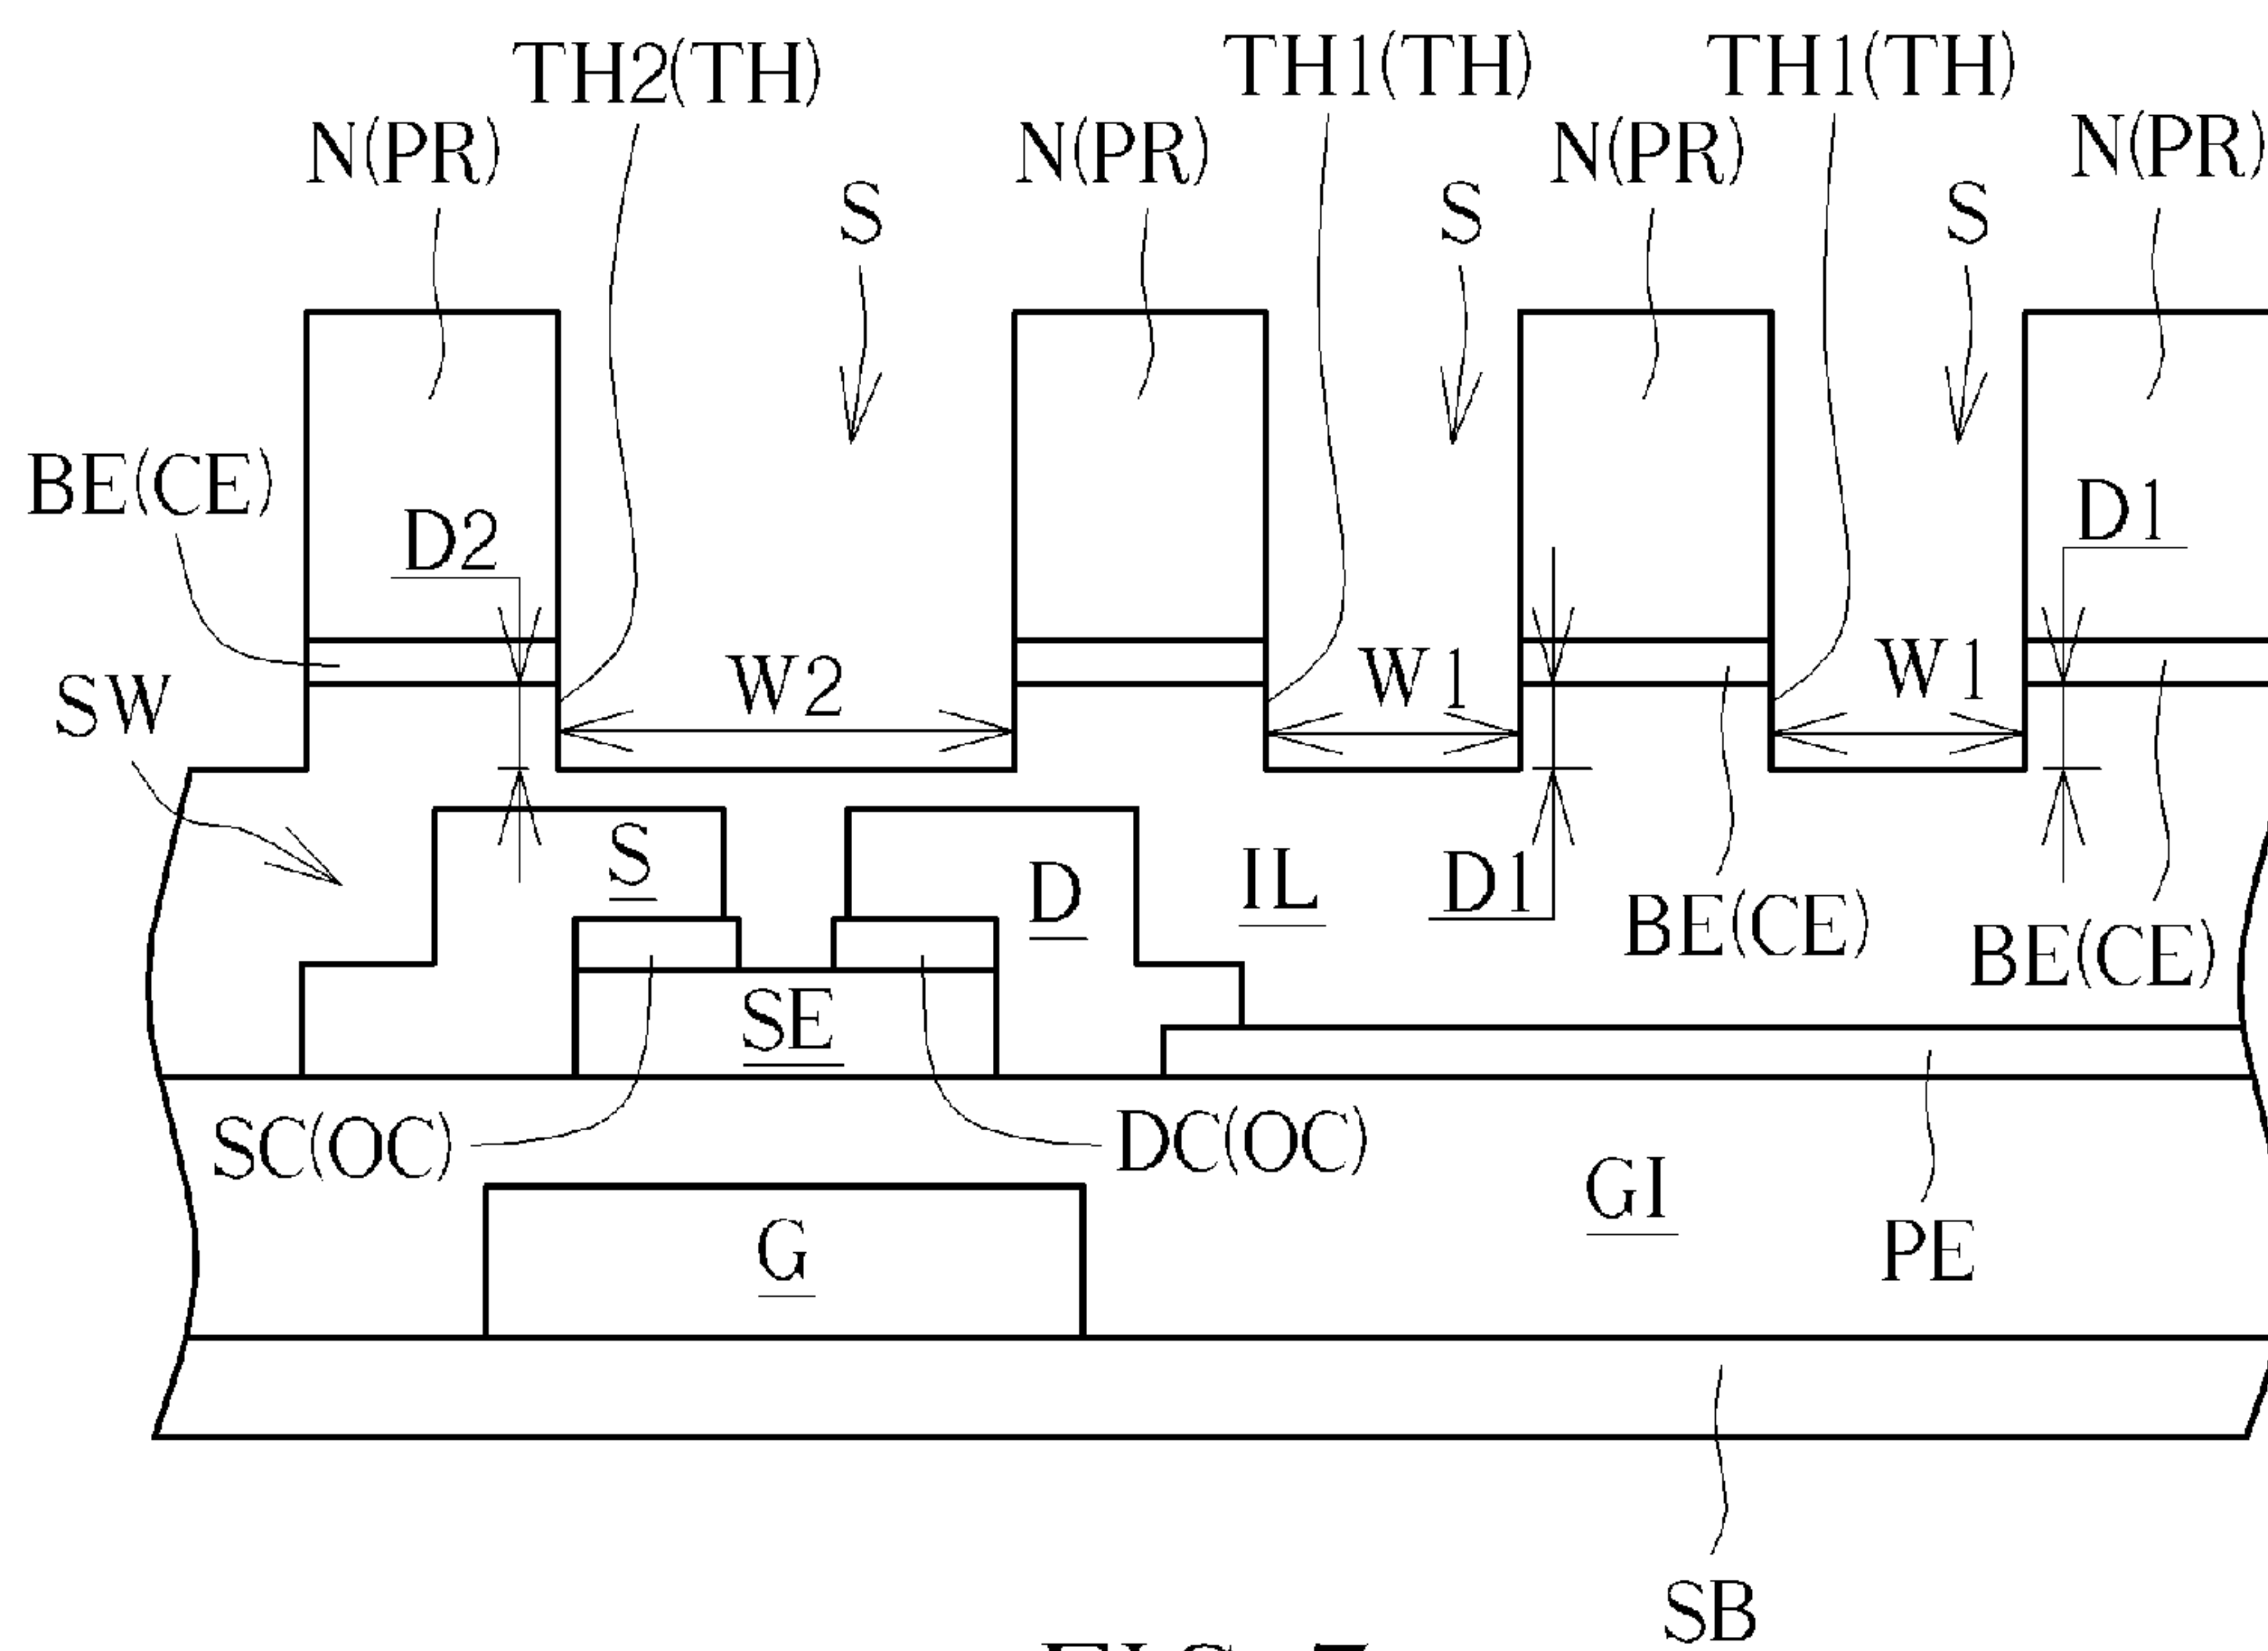 TH2(TH) TH1(TH) TH1(TH)
N(PR) N(PR) N(PR) N(PR)
S S S
BE(CE) D2 D1
SW W2 W1 W1
S D IL D1 BE(CE) BE(CE)
SE
SC(OC) DC(OC) GI
G PE
SB